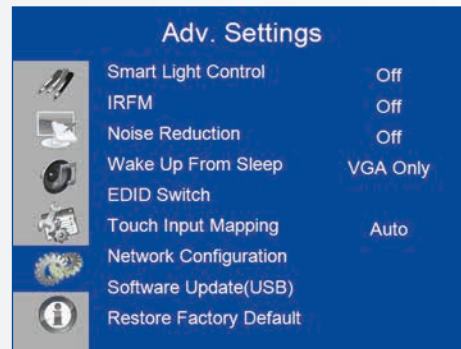 Adv. Settings
Smart Light Control Off
IRFM Off
Noise Reduction Off
Wake Up From Sleep VGA Only
EDID Switch
Touch Input Mapping Auto
Network Configuration
Software Update(USB)
Restore Factory Default